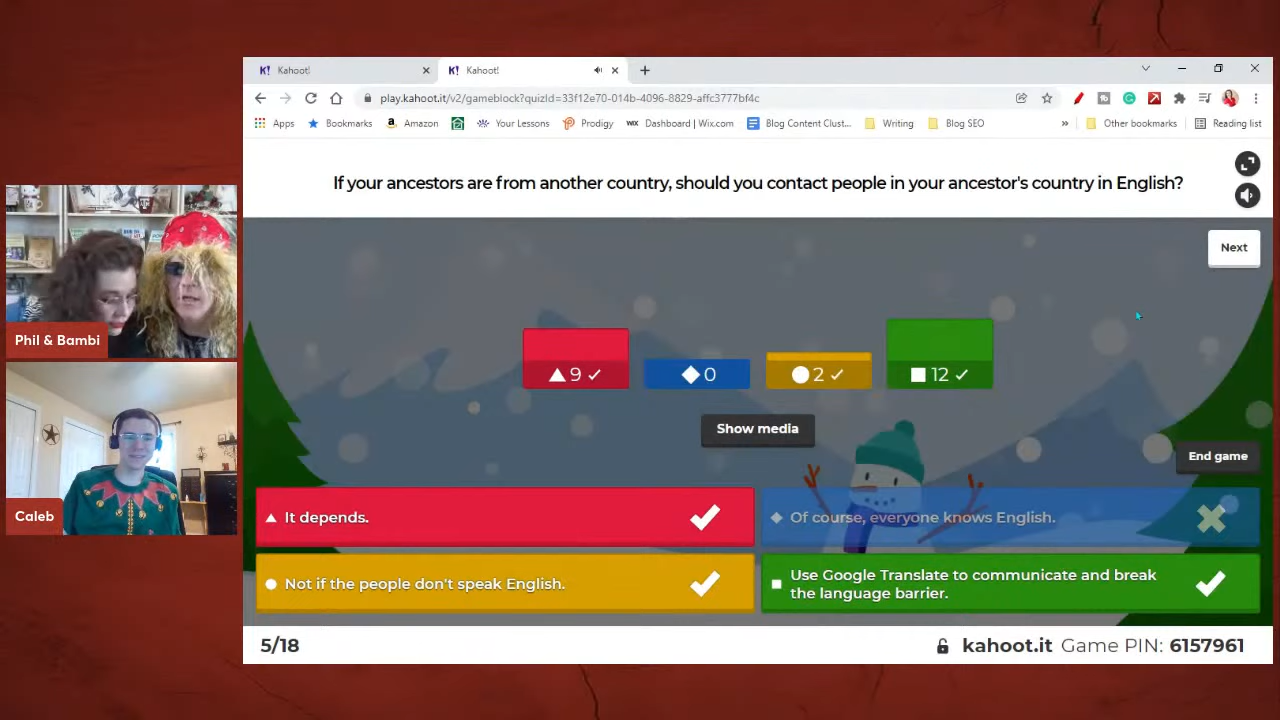 Kahoot!
Kahoot!
play.kahoot.it/v2/gameblock?quizId=33f12e70-014b-4096-8829-affc3777bf4c
Apps
Bookmarks
Amazon
Your Lessons
Prodigy
Dashboard | Wix.com
Blog Content Clust...
Writing
Blog SEO
»
Other bookmarks
Reading list
If your ancestors are from another country, should you contact people in your ancestor's country in English?
Next
9
0
2
12
Show media
End game
It depends.
Of course, everyone knows English.
Not if the people don't speak English.
Use Google Translate to communicate and break
the language barrier.
5/18
kahoot.it Game PIN: 6157961
Phil & Bambi
Caleb